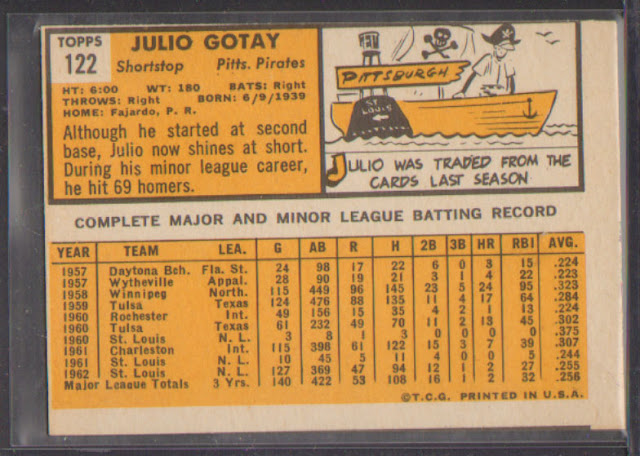 TOPPS
122
JULIO GOTAY
Shortstop Pitts. Pirates
HT: 6:00 WT: 180 BATS: Right
THROWS: Right BORN: 6/9/1939
HOME: Fajardo, P. R.
Although he started at second
base, Julio now shines at short.
During his minor league career,
he hit 69 homers.
PITTSBURGH
ST.
LOUIS
JULIO WAS TRADED FROM THE
CARDS LAST SEASON
COMPLETE MAJOR AND MINOR LEAGUE BATTING RECORD
YEAR TEAM LEA. G AB R H 2B 3B HR RBI AVG.
1957 Daytona Bch. Fla. St. 24 98 17 22 6 0 3 15 .224
1957 Wytheville Appal. 28 90 19 21 3 1 4 22 .223
1958 Winnipeg North. 115 449 96 145 23 5 24 95 .323
1959 Tulsa Texas 124 476 88 135 11 4 17 64 .284
1960 Rochester Int. 49 156 15 35 4 2 1 13 .224
1960 Tulsa Texas 61 232 49 70 11 2 13 45 .302
1960 St. Louis N. L. 3 8 1 3 0 0 0 0 .375
1961 Charleston Int. 115 398 61 122 15 3 7 39 .307
1961 St. Louis N. L. 10 45 5 11 4 0 0 5 .244
1962 St. Louis N. L. 127 369 47 94 12 1 2 27 .255
Major League Totals 3 Yrs. 140 422 53 108 16 1 2 32 .256
©T.C.G. PRINTED IN U.S.A.